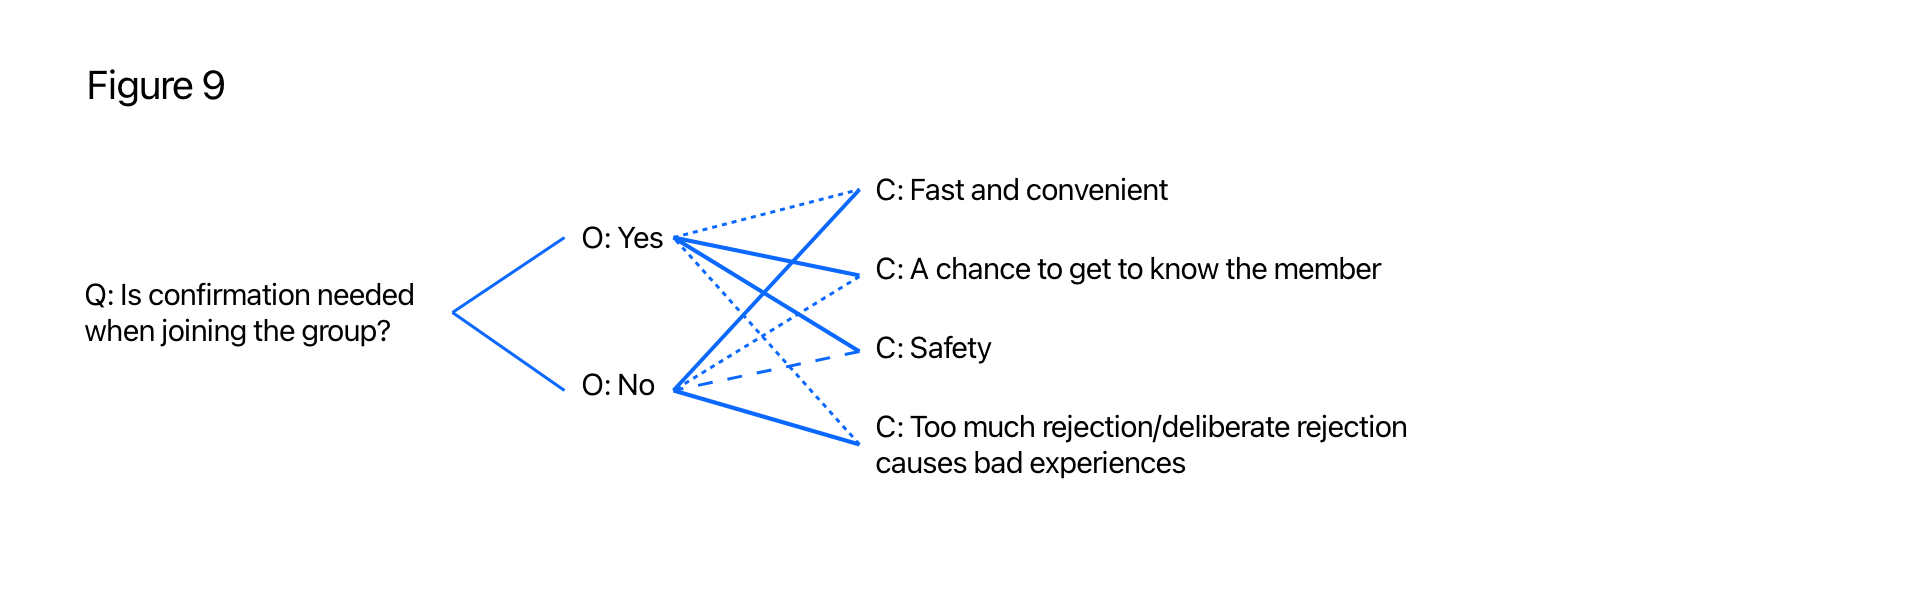 Figure 9
Q: Is confirmation needed
when joining the group?
O: Yes
O: No
C: Fast and convenient
C: A chance to get to know the member
C: Safety
C: Too much rejection/deliberate rejection
causes bad experiences